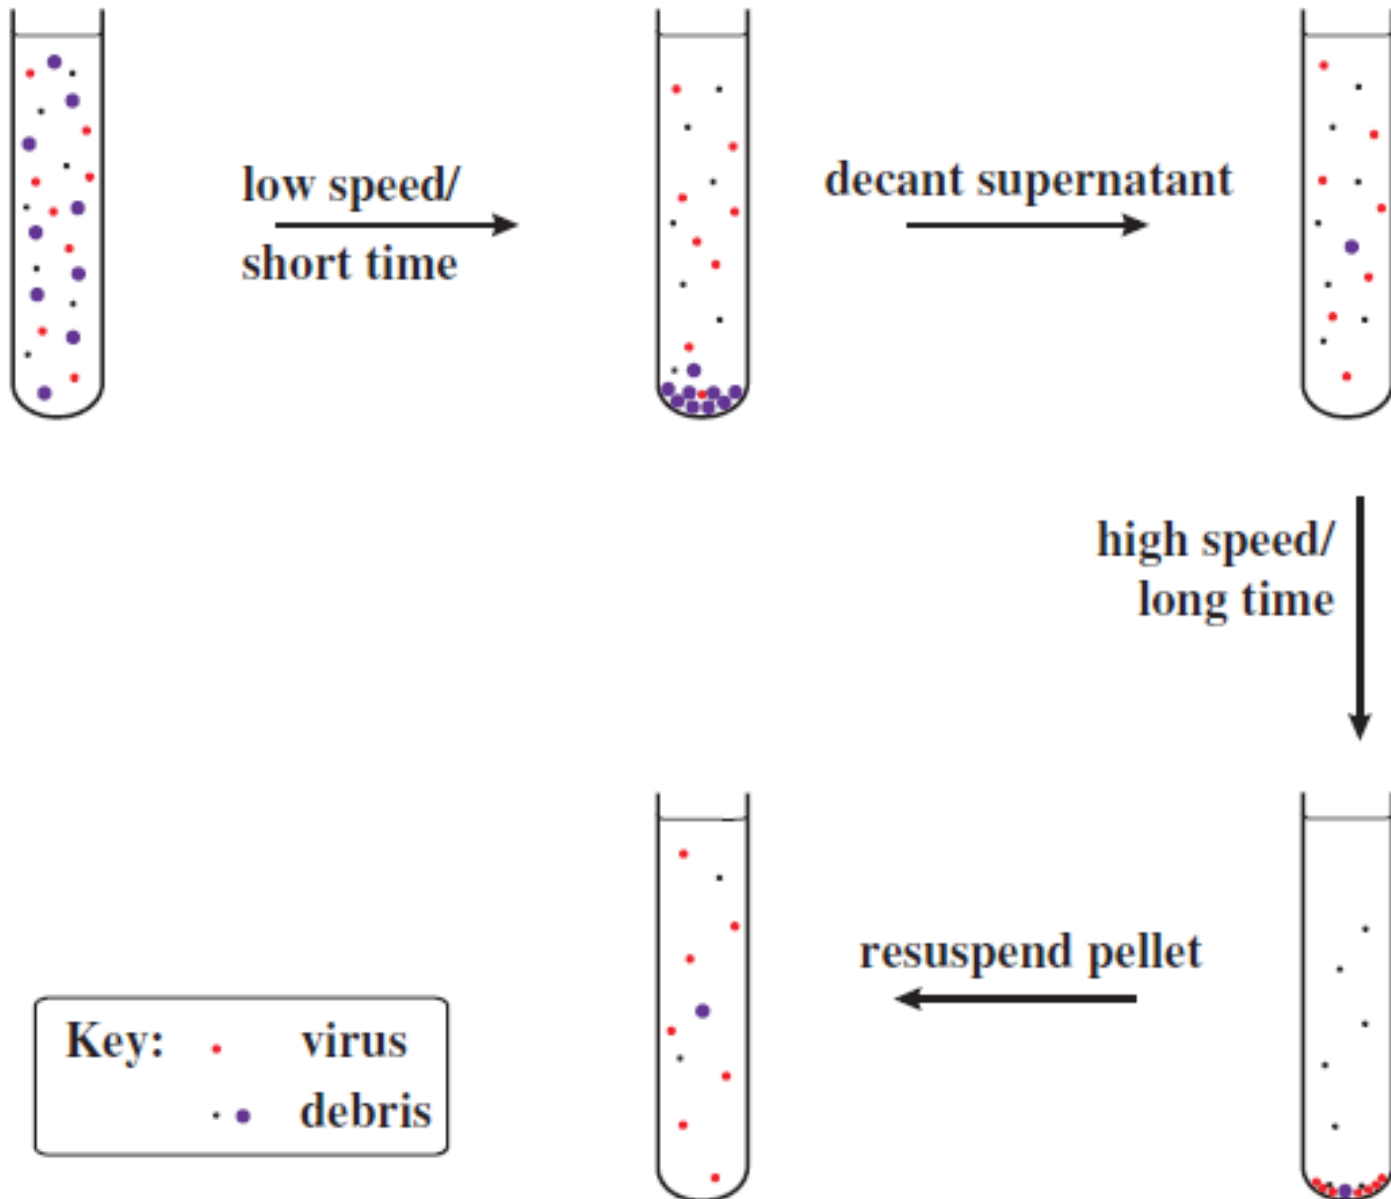 low speed/
short time
decant supernatant
high speed/
long time
resuspend pellet
Key:
virus
debris